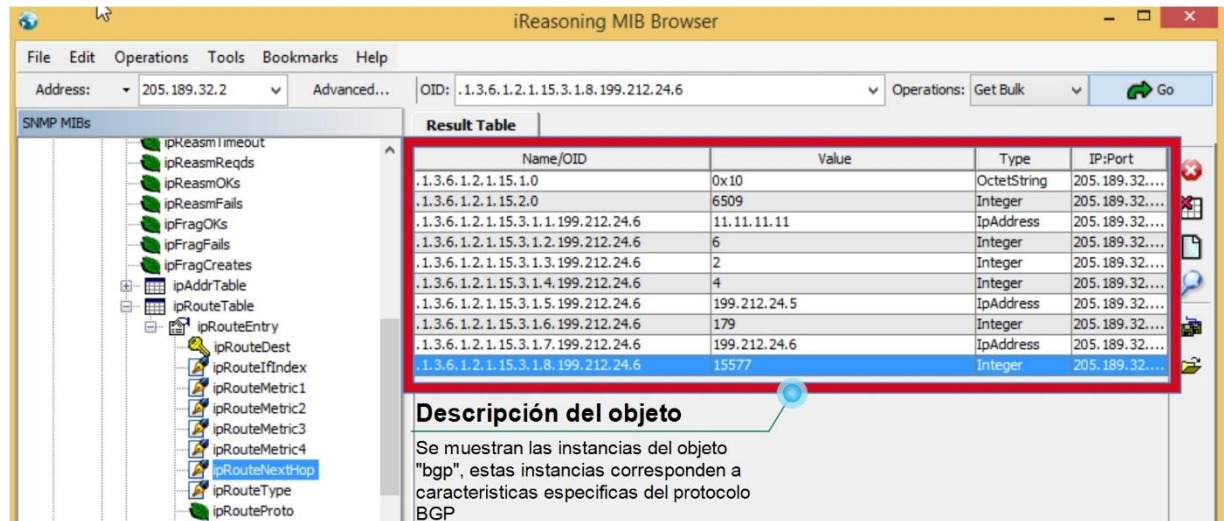 iReasoning MIB Browser
File Edit Operations Tools Bookmarks Help
Address: 205.189.32.2 Advanced... OID: .1.3.6.1.2.1.15.3.1.8.199.212.24.6 Operations: Get Bulk Go
SNMP MIBs
Result Table
ipReasmTimeout
ipReasmReqds
ipReasmOKs
ipReasmFails
ipFragOKs
ipFragFails
ipFragCreates
ipAddrTable
ipRouteTable
ipRouteEntry
ipRouteDest
ipRouteIfIndex
ipRouteMetric1
ipRouteMetric2
ipRouteMetric3
ipRouteMetric4
ipRouteNextHop
ipRouteType
ipRouteProto
Name/OID Value Type IP:Port
.1.3.6.1.2.1.15.1.0 0x10 OctetString 205.189.32....
.1.3.6.1.2.1.15.2.0 6509 Integer 205.189.32....
.1.3.6.1.2.1.15.3.1.1.199.212.24.6 11.11.11.11 IpAddress 205.189.32....
.1.3.6.1.2.1.15.3.1.2.199.212.24.6 6 Integer 205.189.32....
.1.3.6.1.2.1.15.3.1.3.199.212.24.6 2 Integer 205.189.32....
.1.3.6.1.2.1.15.3.1.4.199.212.24.6 4 Integer 205.189.32....
.1.3.6.1.2.1.15.3.1.5.199.212.24.6 199.212.24.5 IpAddress 205.189.32....
.1.3.6.1.2.1.15.3.1.6.199.212.24.6 179 Integer 205.189.32....
.1.3.6.1.2.1.15.3.1.7.199.212.24.6 199.212.24.6 IpAddress 205.189.32....
.1.3.6.1.2.1.15.3.1.8.199.212.24.6 15577 Integer 205.189.32....
Descripción del objeto
Se muestran las instancias del objeto
"bgp", estas instancias corresponden a
caracteristicas especificas del protocolo
BGP